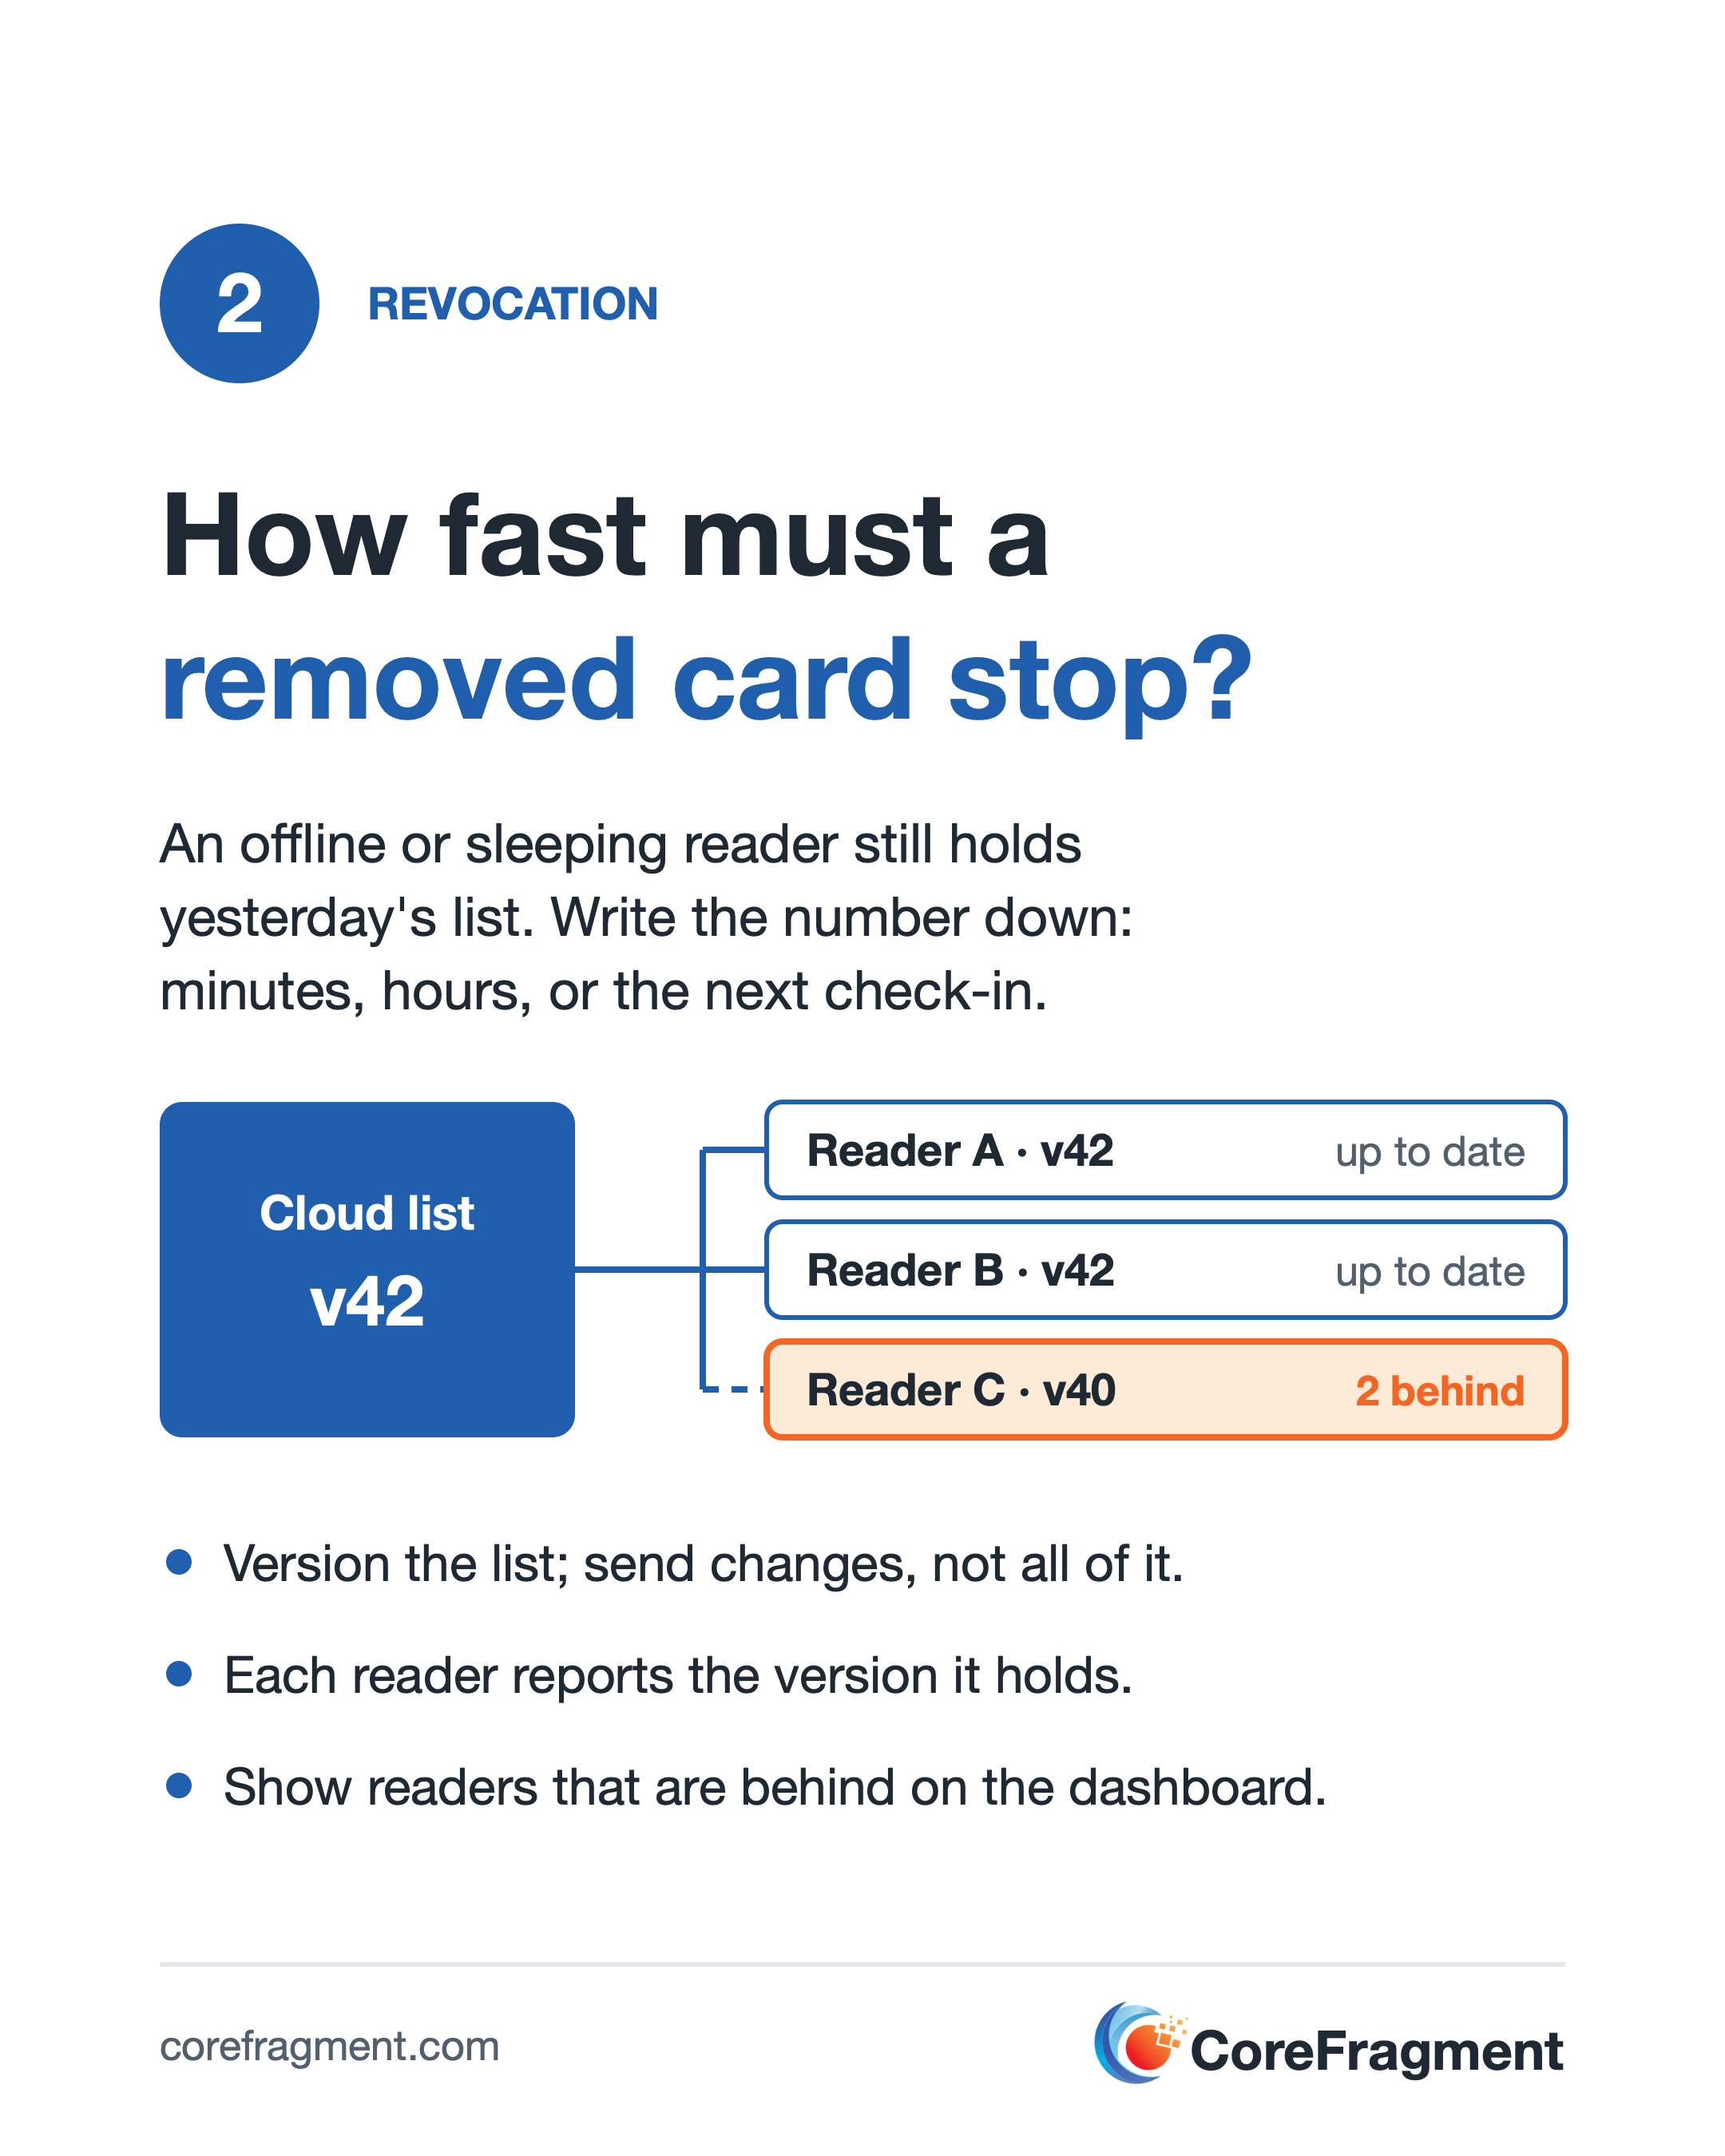 2
REVOCATION
How fast must a
removed card stop?
An offline or sleeping reader still holds
yesterday's list. Write the number down:
minutes, hours, or the next check-in.
Cloud list
v42
Reader A · v42 up to date
Reader B · v42 up to date
Reader C · v40 2 behind
Version the list; send changes, not all of it.
Each reader reports the version it holds.
Show readers that are behind on the dashboard.
corefragment.com
CoreFragment